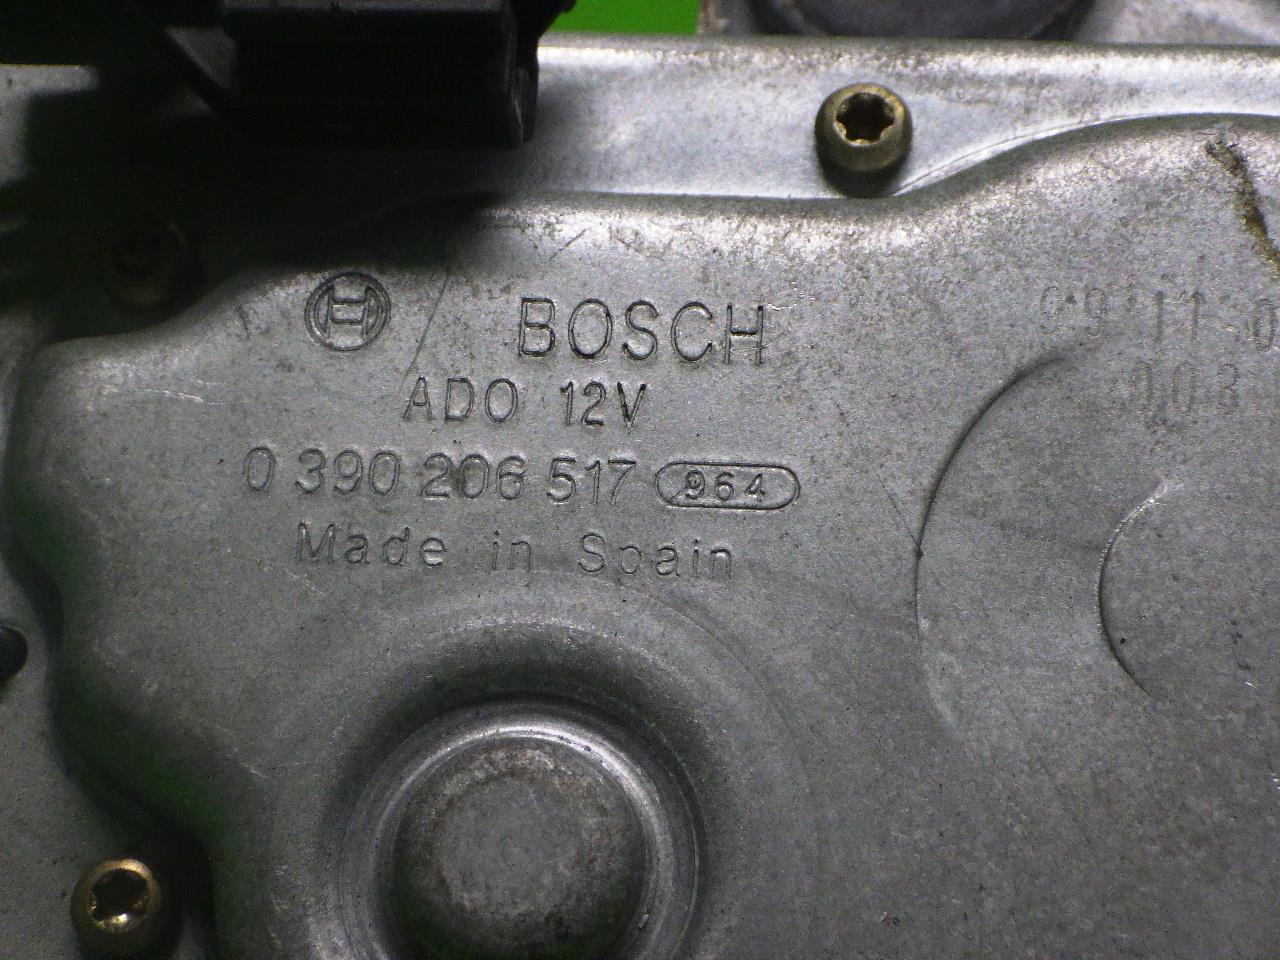 BOSCH
ADO 12V
0 390 206 517 964
Made in Spain